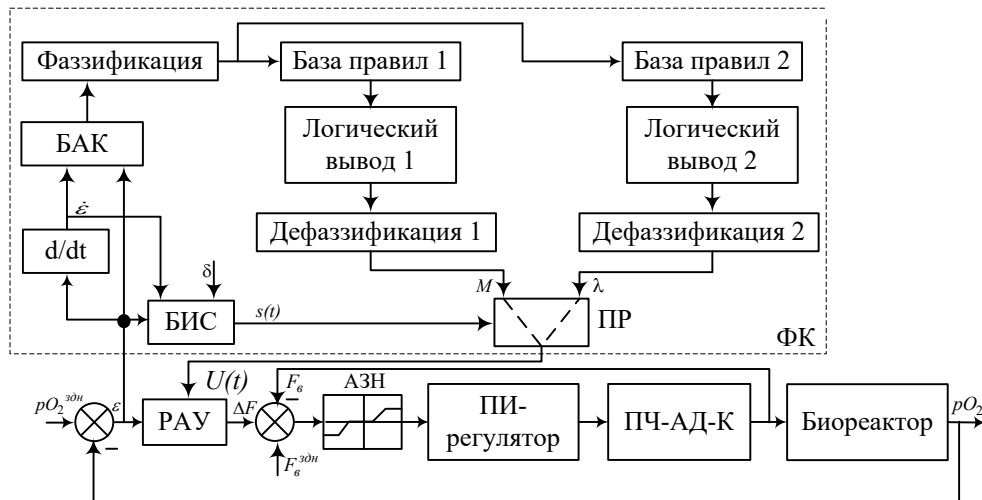 Фаззификация
База правил 1
База правил 2
БАК
Логический
вывод 1
Логический
вывод 2
ε̇
d/dt
Дефаззификация 1
Дефаззификация 2
δ
M
λ
БИС
s(t)
ПР
ФК
U(t)
Fв
АЗН
pO2здн
ε
РАУ
ΔF
ПИ-
регулятор
ПЧ-АД-К
Биореактор
pO2
Fвздн